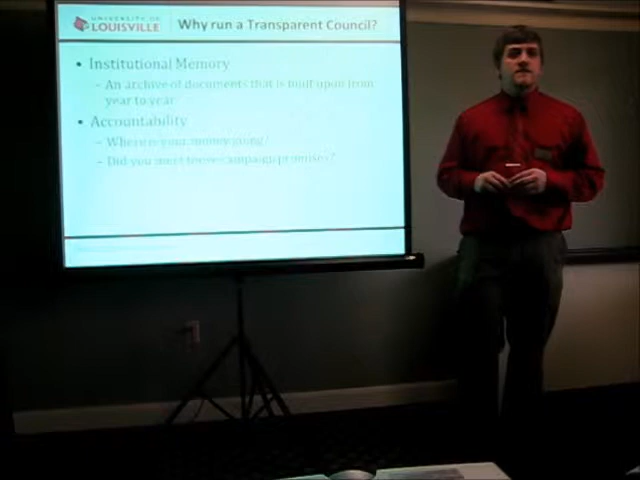 UNIVERSITY OF
LOUISVILLE
Why run a Transparent Council?
• Institutional Memory
– An archive of documents that is built upon from
year to year
• Accountability
– Where is your money going?
– Did you meet those campaign promises?